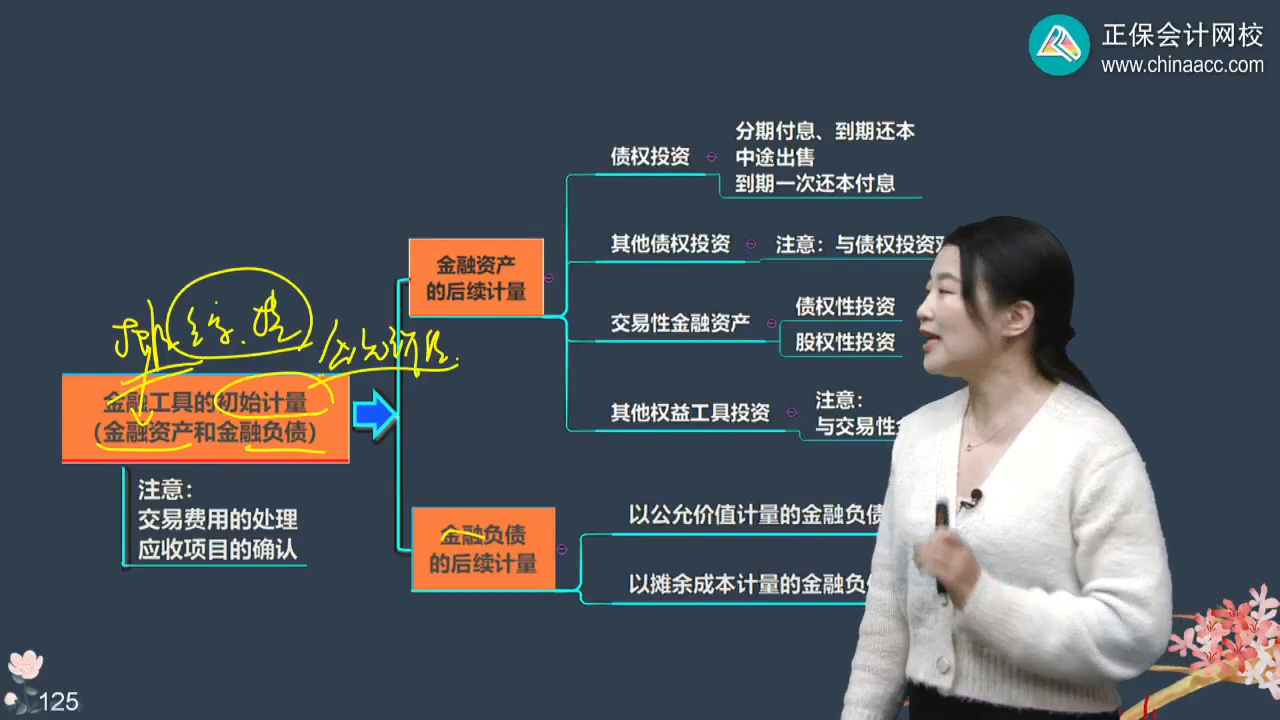 正保会计网校
www.chinaacc.com
分期付息、到期还本
债权投资
中途出售
到期一次还本付息
其他债权投资
注意：与债权投资
金融资产
的后续计量
债权性投资
交易性金融资产
股权性投资
金融工具的初始计量
(金融资产和金融负债)
注意：
其他权益工具投资
与交易性
注意：
交易费用的处理
应收项目的确认
以公允价值计量的金融负债
金融负债
的后续计量
以摊余成本计量的金融负
125